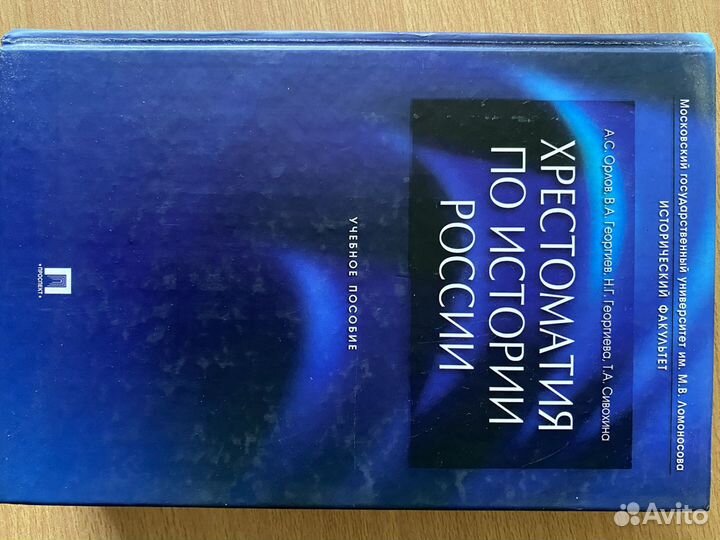 Московский государственный университет им. М.В. Ломоносова
ИСТОРИЧЕСКИЙ ФАКУЛЬТЕТ
А.С. Орлов, В.А. Георгиев, Н.Г. Георгиева, Т.А. Сивохина
ХРЕСТОМАТИЯ
ПО ИСТОРИИ
РОССИИ
УЧЕБНОЕ ПОСОБИЕ
«ПРОСПЕКТ»
Avito